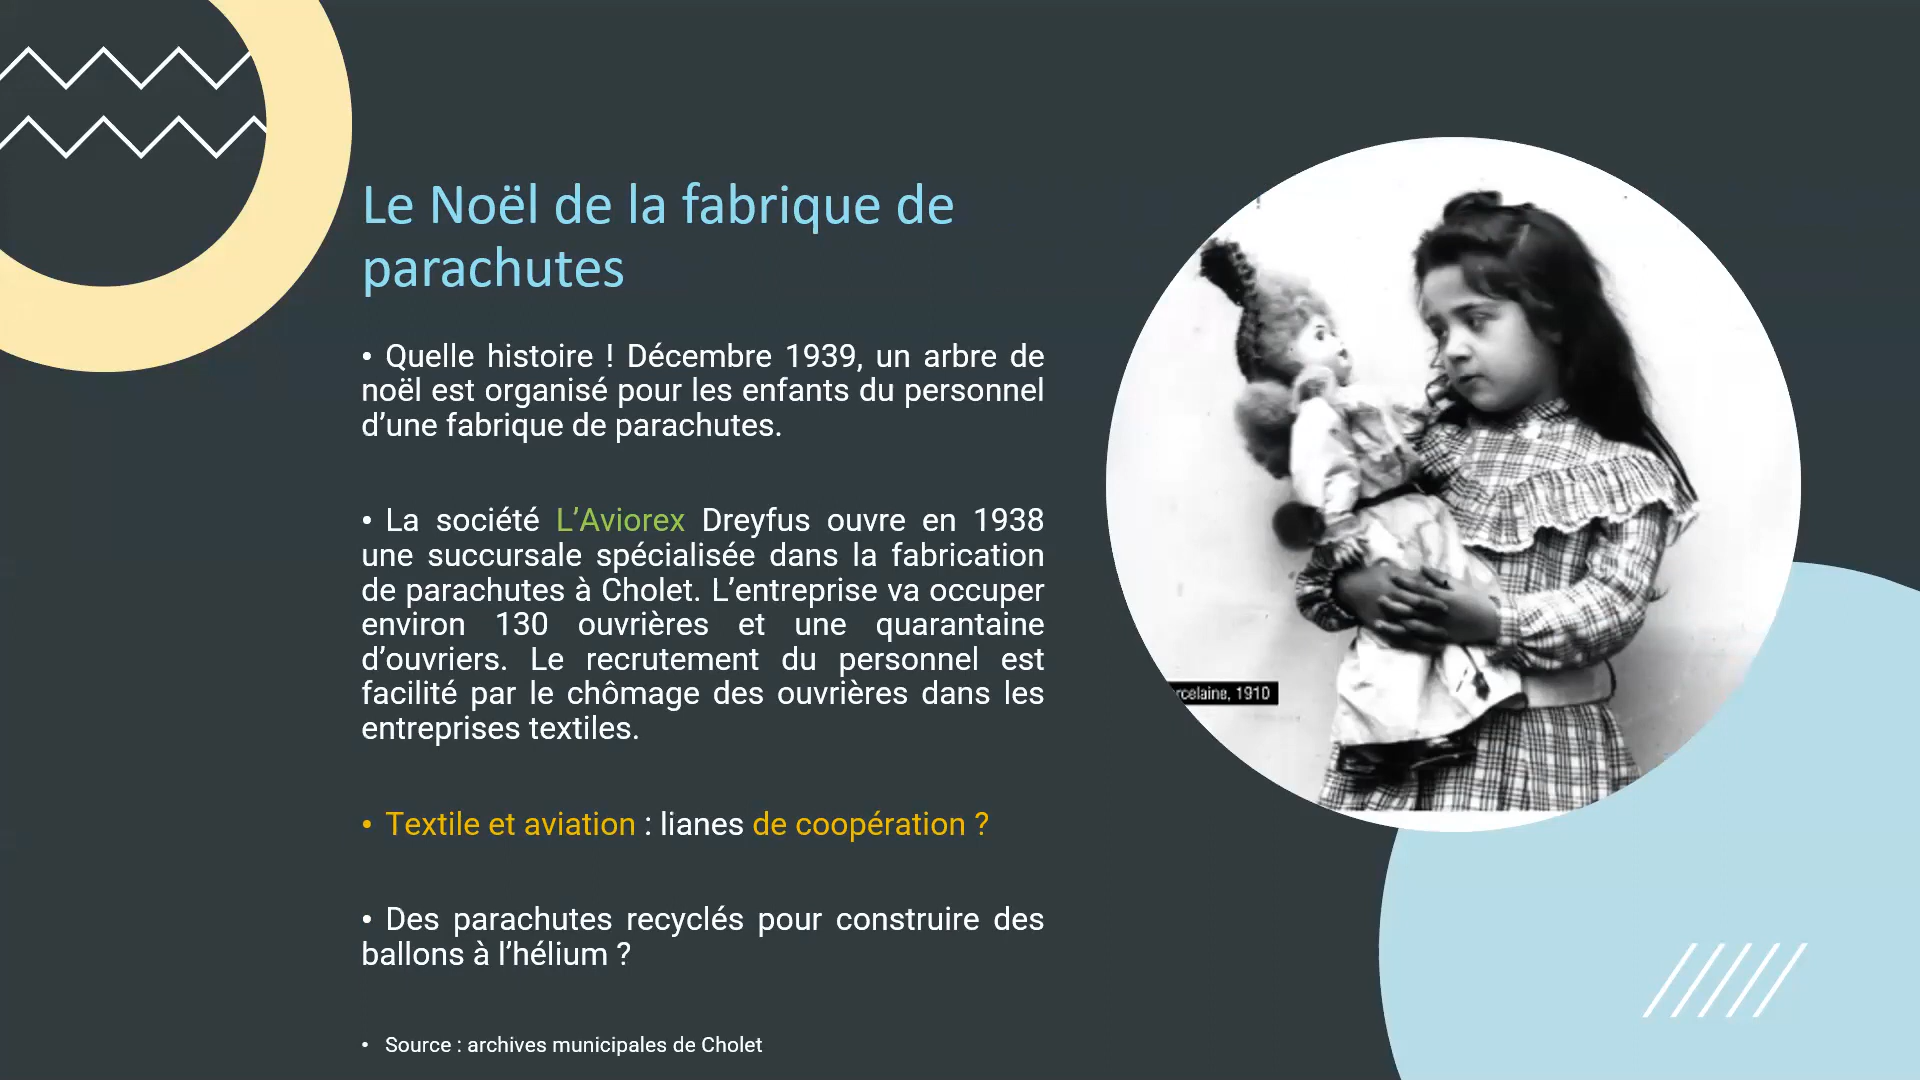 Le Noël de la fabrique de
parachutes
• Quelle histoire ! Décembre 1939, un arbre de
noël est organisé pour les enfants du personnel
d’une fabrique de parachutes.
• La société L’Aviorex Dreyfus ouvre en 1938
une succursale spécialisée dans la fabrication
de parachutes à Cholet. L’entreprise va occuper
environ 130 ouvrières et une quarantaine
d’ouvriers. Le recrutement du personnel est
facilité par le chômage des ouvrières dans les
entreprises textiles.
• Textile et aviation : lianes de coopération ?
• Des parachutes recyclés pour construire des
ballons à l’hélium ?
• Source : archives municipales de Cholet
rcelaine, 1910